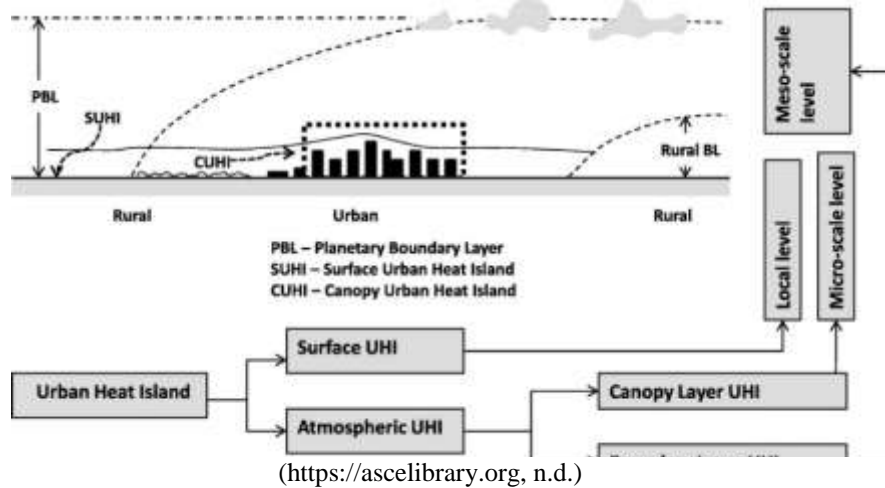 PBL
SUHI
CUHI
Rural BL
Rural
Urban
Rural
PBL – Planetary Boundary Layer
SUHI – Surface Urban Heat Island
CUHI – Canopy Urban Heat Island
Meso-scale
level
Local level
Micro-scale level
Surface UHI
Urban Heat Island
Canopy Layer UHI
Atmospheric UHI
(https://ascelibrary.org, n.d.)